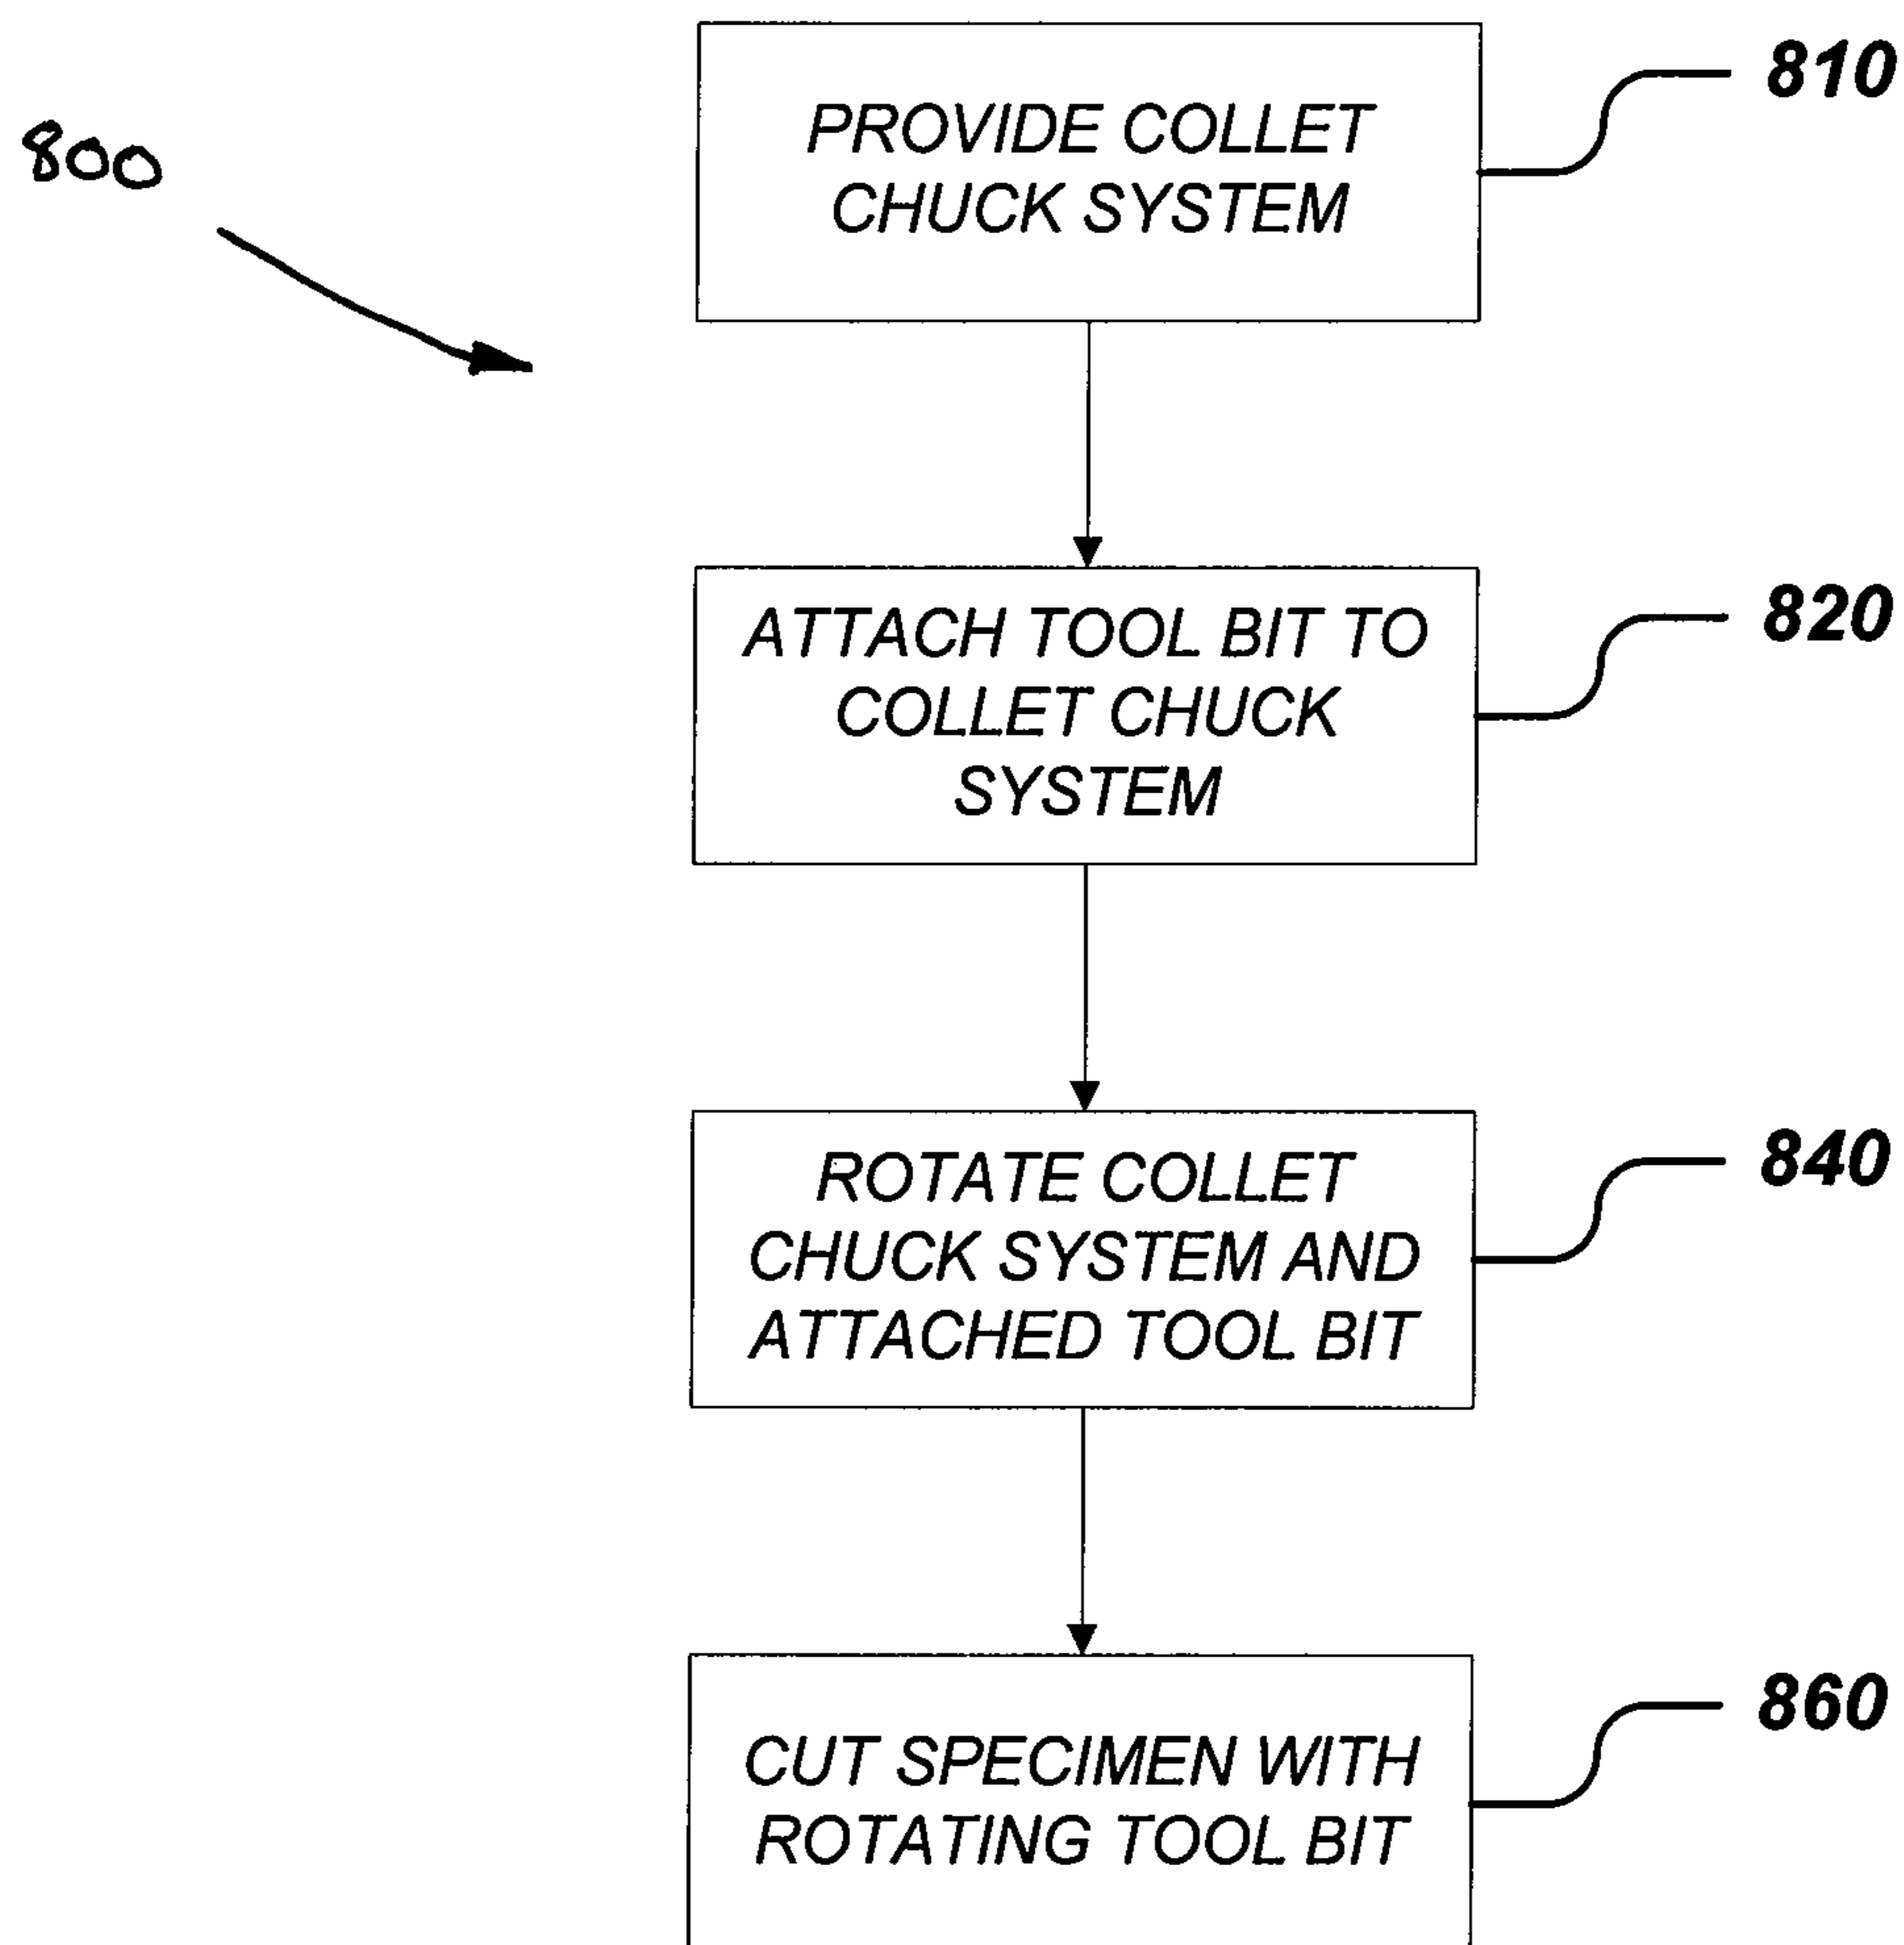 800
PROVIDE COLLET
CHUCK SYSTEM
810
ATTACH TOOL BIT TO
COLLET CHUCK
SYSTEM
820
ROTATE COLLET
CHUCK SYSTEM AND
ATTACHED TOOL BIT
840
CUT SPECIMEN WITH
ROTATING TOOL BIT
860